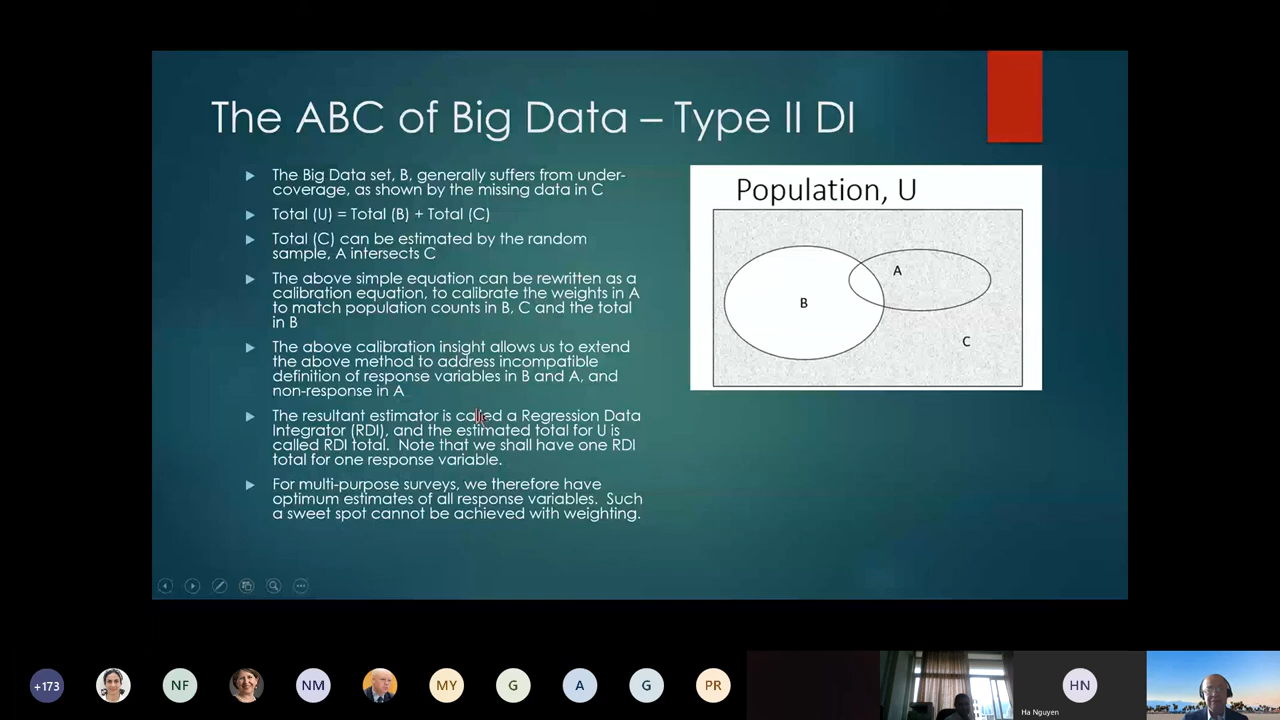 The ABC of Big Data – Type II DI
The Big Data set, B, generally suffers from under-
coverage, as shown by the missing data in C
Total (U) = Total (B) + Total (C)
Total (C) can be estimated by the random
sample, A intersects C
The above simple equation can be rewritten as a
calibration equation, to calibrate the weights in A
to match population counts in B, C and the total
in B
The above calibration insight allows us to extend
the above method to address incompatible
definition of response variables in B and A, and
non-response in A
The resultant estimator is called a Regression Data
Integrator (RDI), and the estimated total for U is
called RDI total.  Note that we shall have one RDI
total for one response variable.
For multi-purpose surveys, we therefore have
optimum estimates of all response variables.  Such
a sweet spot cannot be achieved with weighting.
Population, U
A
B
C
+173
NF
NM
MY
G
A
G
PR
HN
Ha Nguyen